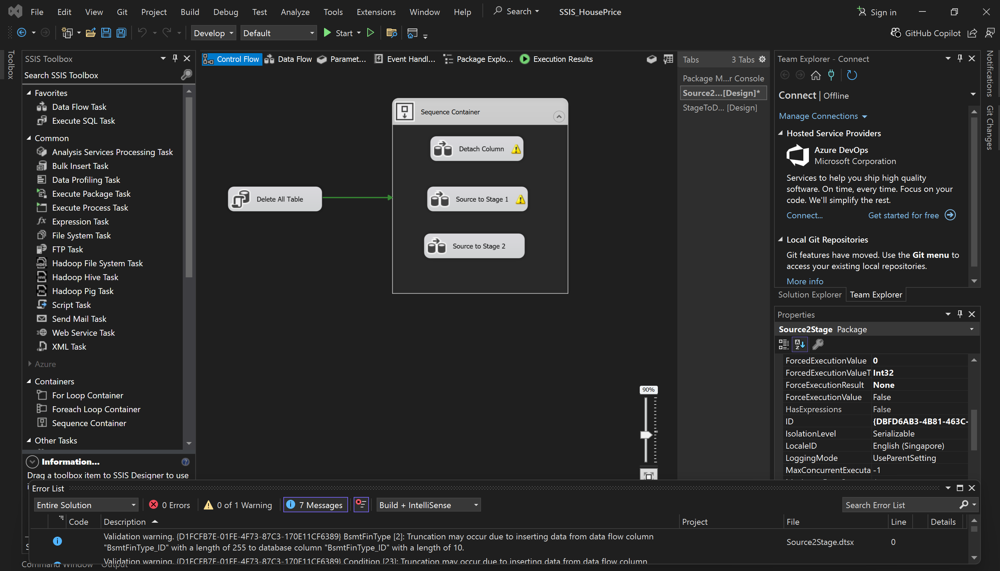 File Edit View Git Project Build Debug Test Analyze Tools Extensions Window Help Search SSIS_HousePrice Sign in
Develop Default Start GitHub Copilot
Toolbox
SSIS Toolbox
Search SSIS Toolbox
Favorites
Data Flow Task
Execute SQL Task
Common
Analysis Services Processing Task
Bulk Insert Task
Data Profiling Task
Execute Package Task
Execute Process Task
Expression Task
File System Task
FTP Task
Hadoop File System Task
Hadoop Hive Task
Hadoop Pig Task
Script Task
Send Mail Task
Web Service Task
XML Task
Azure
Containers
For Loop Container
Foreach Loop Container
Sequence Container
Other Tasks
Information...
Drag a toolbox item to SSIS Designer to use
Control Flow Data Flow Paramet... Event Handl... Package Explo... Execution Results
Sequence Container
Detach Column
Delete All Table
Source to Stage 1
Source to Stage 2
90%
Tabs 3 Tabs
Package M...r Console
Source2...[Design]*
StageToD... [Design]
Team Explorer - Connect
Connect | Offline
Manage Connections
Hosted Service Providers
Azure DevOps
Microsoft Corporation
Services to help you ship high quality
software. On time, every time. Focus on your
code. We'll simplify the rest.
Connect... Get started for free
Local Git Repositories
Git features have moved. Use the Git menu to
access your existing local repositories.
More info
Solution Explorer Team Explorer
Notifications
Git Changes
Properties
Source2Stage Package
ForcedExecutionValue 0
ForcedExecutionValueT Int32
ForceExecutionResult None
ForceExecutionValue False
HasExpressions False
ID {DBFD6AB3-4B81-463C-
IsolationLevel Serializable
LocaleID English (Singapore)
LoggingMode UseParentSetting
MaxConcurrentExecuta -1
Error List
Entire Solution 0 Errors 0 of 1 Warning 7 Messages Build + IntelliSense Search Error List
Code Description Project File Line Details
Validation warning. {D1FCFB7E-01FE-4F73-87C3-170E11CF6389} BsmtFinType [2]: Truncation may occur due to inserting data from data flow column
"BsmtFinType_ID" with a length of 255 to database column "BsmtFinType_ID" with a length of 10.
Source2Stage.dtsx 0
Validation warning. {D1FCFB7E-01FE-4F73-87C3-170E11CF6389} Condition [23]: Truncation may occur due to inserting data from data flow column
Command Window Output